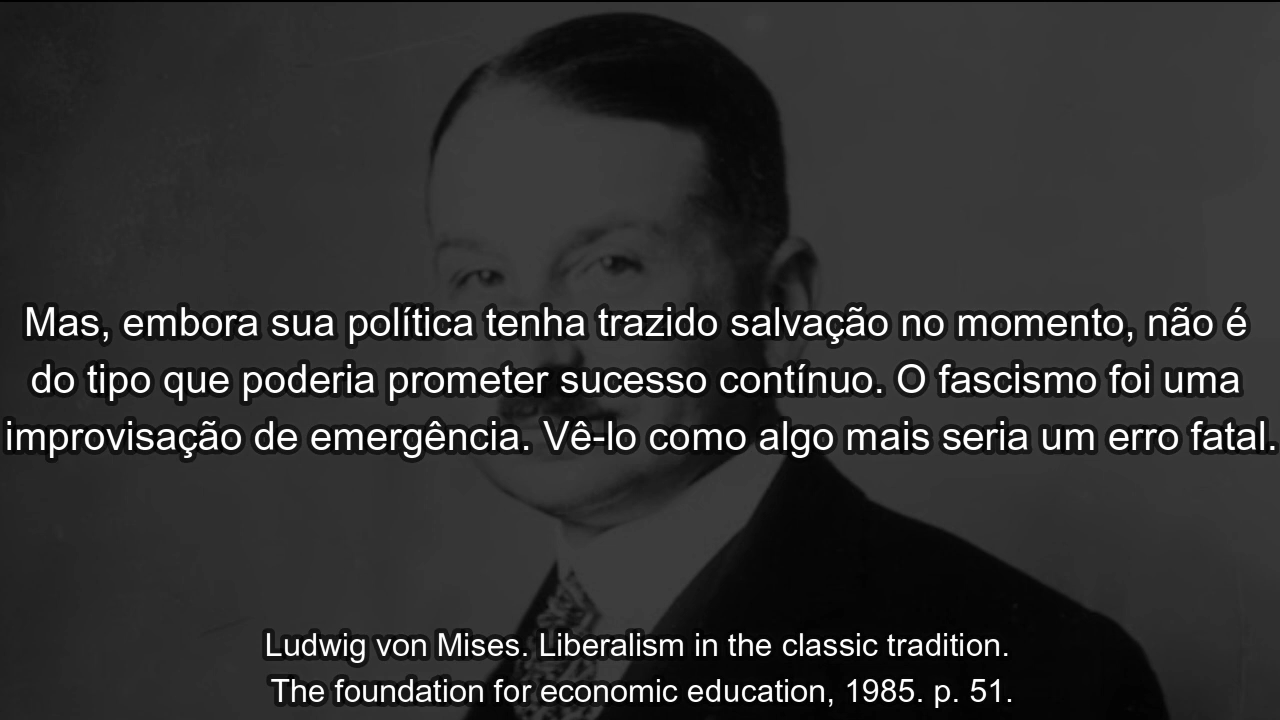 Mas, embora sua política tenha trazido salvação no momento, não é
do tipo que poderia prometer sucesso contínuo. O fascismo foi uma
improvisação de emergência. Vê-lo como algo mais seria um erro fatal.
Ludwig von Mises. Liberalism in the classic tradition.
The foundation for economic education, 1985. p. 51.